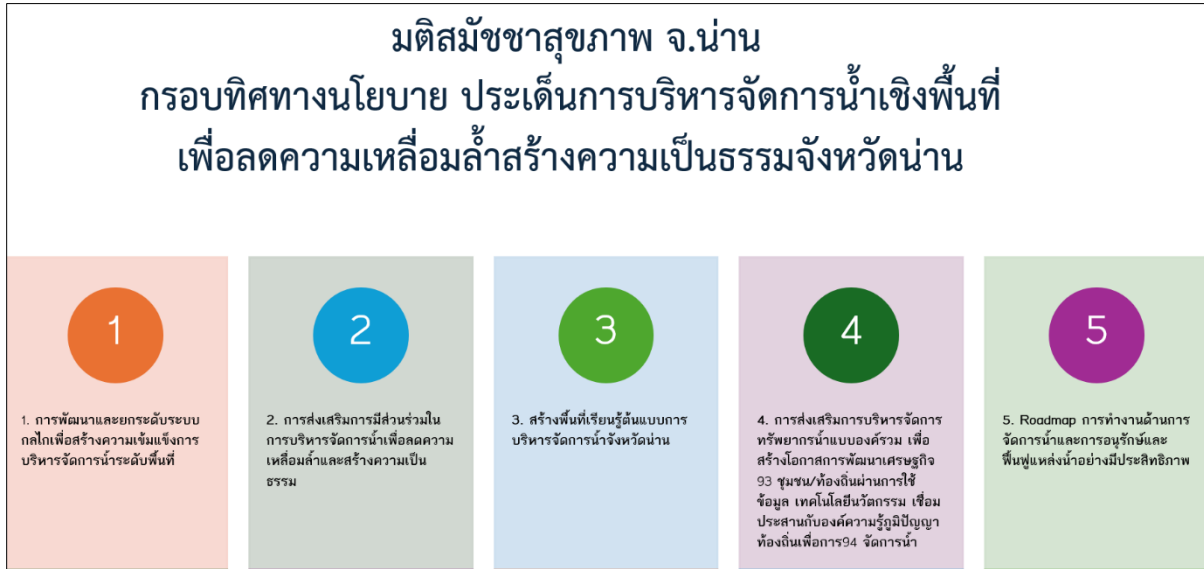 มติสมัชชาสุขภาพ จ.น่าน
กรอบทิศทางนโยบาย ประเด็นการบริหารจัดการน้ำเชิงพื้นที่
เพื่อลดความเหลื่อมล้ำสร้างความเป็นธรรมจังหวัดน่าน
1
1. การพัฒนาและยกระดับระบบ
กลไกเพื่อสร้างความเข้มแข็งการ
บริหารจัดการน้ำระดับพื้นที่
2
2. การส่งเสริมการมีส่วนร่วมใน
การบริหารจัดการน้ำเพื่อลดความ
เหลื่อมล้ำและสร้างความเป็น
ธรรม
3
3. สร้างพื้นที่เรียนรู้ต้นแบบการ
บริหารจัดการน้ำจังหวัดน่าน
4
4. การส่งเสริมการบริหารจัดการ
ทรัพยากรน้ำแบบองค์รวม เพื่อ
สร้างโอกาสการพัฒนาเศรษฐกิจ
93 ชุมชน/ท้องถิ่นผ่านการใช้
ข้อมูล เทคโนโลยีนวัตกรรม เชื่อม
ประสานกับองค์ความรู้ภูมิปัญญา
ท้องถิ่นเพื่อการ94 จัดการน้ำ
5
5. Roadmap การทำงานด้านการ
จัดการน้ำและการอนุรักษ์และ
ฟื้นฟูแหล่งน้ำอย่างมีประสิทธิภาพ